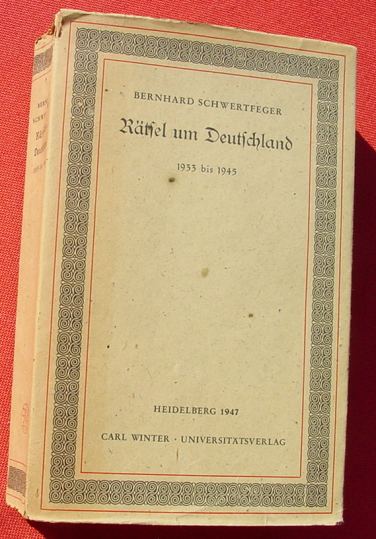 BERNHARD SCHWERTFEGER
Rätsel um Deutschland
1933 bis 1945
HEIDELBERG 1947
CARL WINTER · UNIVERSITÄTSVERLAG